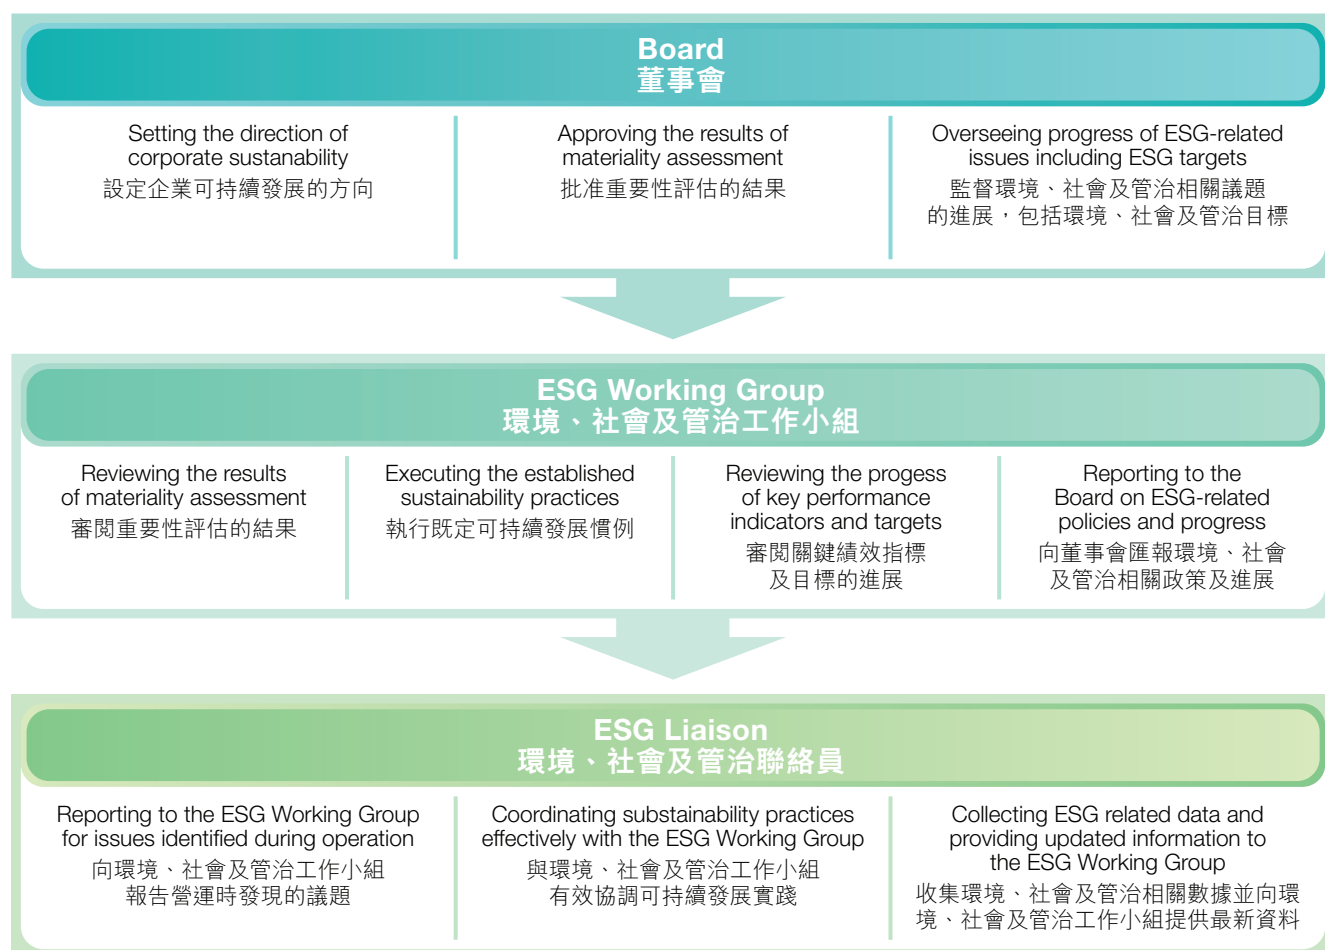 Board
董事會
Setting the direction of
corporate sustanability
設定企業可持續發展的方向
Approving the results of
materiality assessment
批准重要性評估的結果
Overseeing progress of ESG-related
issues including ESG targets
監督環境、社會及管治相關議題
的進展，包括環境、社會及管治目標
ESG Working Group
環境、社會及管治工作小組
Reviewing the results
of materiality assessment
審閱重要性評估的結果
Executing the established
sustainability practices
執行既定可持續發展慣例
Reviewing the progess
of key performance
indicators and targets
審閱關鍵績效指標
及目標的進展
Reporting to the
Board on ESG-related
policies and progress
向董事會匯報環境、社會
及管治相關政策及進展
ESG Liaison
環境、社會及管治聯絡員
Reporting to the ESG Working Group
for issues identified during operation
向環境、社會及管治工作小組
報告營運時發現的議題
Coordinating substainability practices
effectively with the ESG Working Group
與環境、社會及管治工作小組
有效協調可持續發展實踐
Collecting ESG related data and
providing updated information to
the ESG Working Group
收集環境、社會及管治相關數據並向環
境、社會及管治工作小組提供最新資料